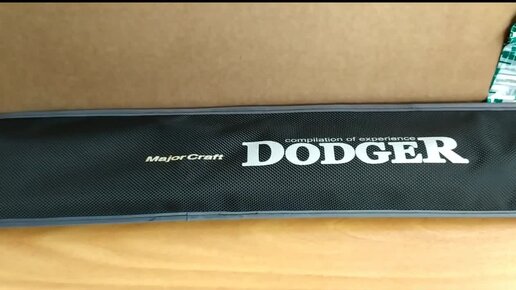 compilation of experience
Major Craft DODGER